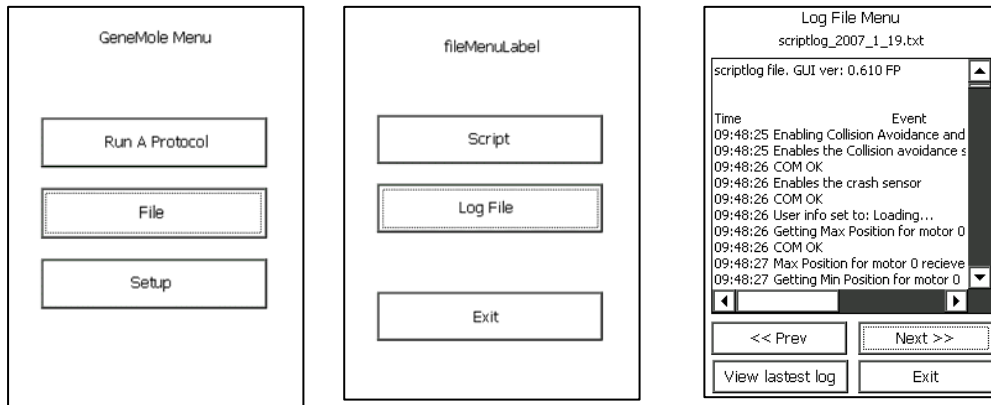 GeneMole Menu
Run A Protocol
File
Setup
fileMenuLabel
Script
Log File
Exit
Log File Menu
scriptlog_2007_1_19.txt
scriptlog file. GUI ver: 0.610 FP
Time Event
09:48:25 Enabling Collision Avoidance and
09:48:25 Enables the Collision avoidance s
09:48:26 COM OK
09:48:26 Enables the crash sensor
09:48:26 COM OK
09:48:26 User info set to: Loading...
09:48:26 Getting Max Position for motor 0
09:48:26 COM OK
09:48:27 Max Position for motor 0 recieve
09:48:27 Getting Min Position for motor 0
<< Prev
Next >>
View lastest log
Exit